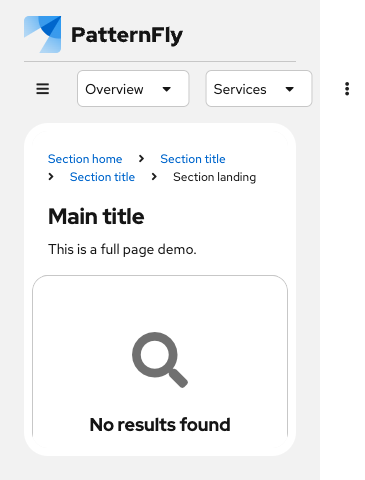 PatternFly
Overview Services
Section home Section title
Section title Section landing
Main title
This is a full page demo.
No results found